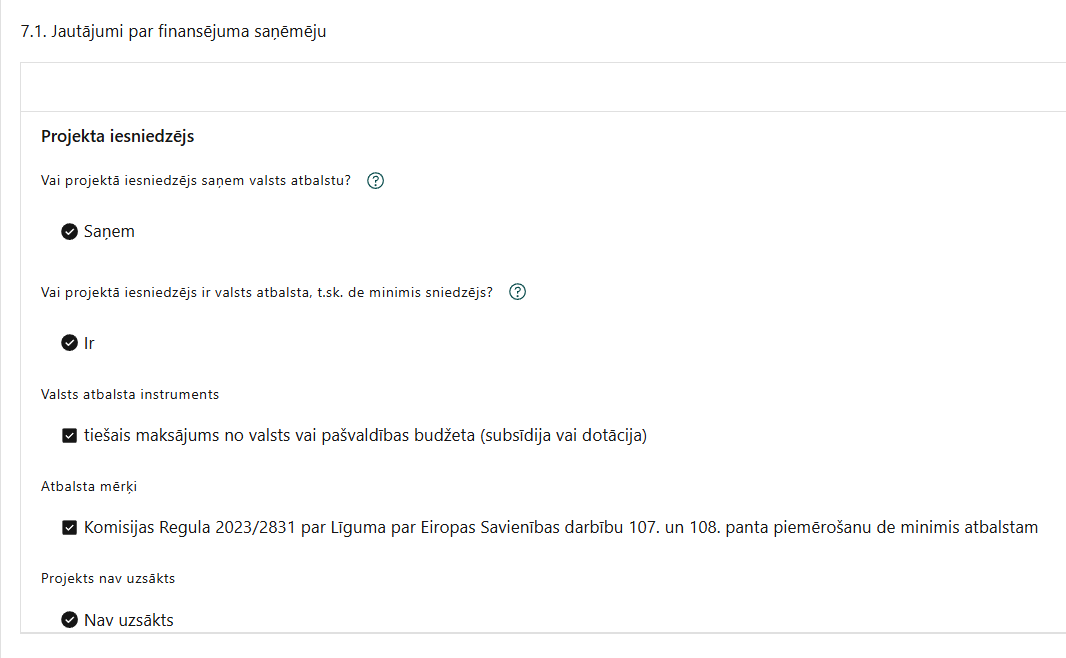 7.1. Jautājumi par finansējuma saņēmēju
Projekta iesniedzējs
Vai projektā iesniedzējs saņem valsts atbalstu? ?
Saņem
Vai projektā iesniedzējs ir valsts atbalsta, t.sk. de minimis sniedzējs? ?
Ir
Valsts atbalsta instruments
tiešais maksājums no valsts vai pašvaldības budžeta (subsīdija vai dotācija)
Atbalsta mērķi
Komisijas Regula 2023/2831 par Līguma par Eiropas Savienības darbību 107. un 108. panta piemērošanu de minimis atbalstam
Projekts nav uzsākts
Nav uzsākts